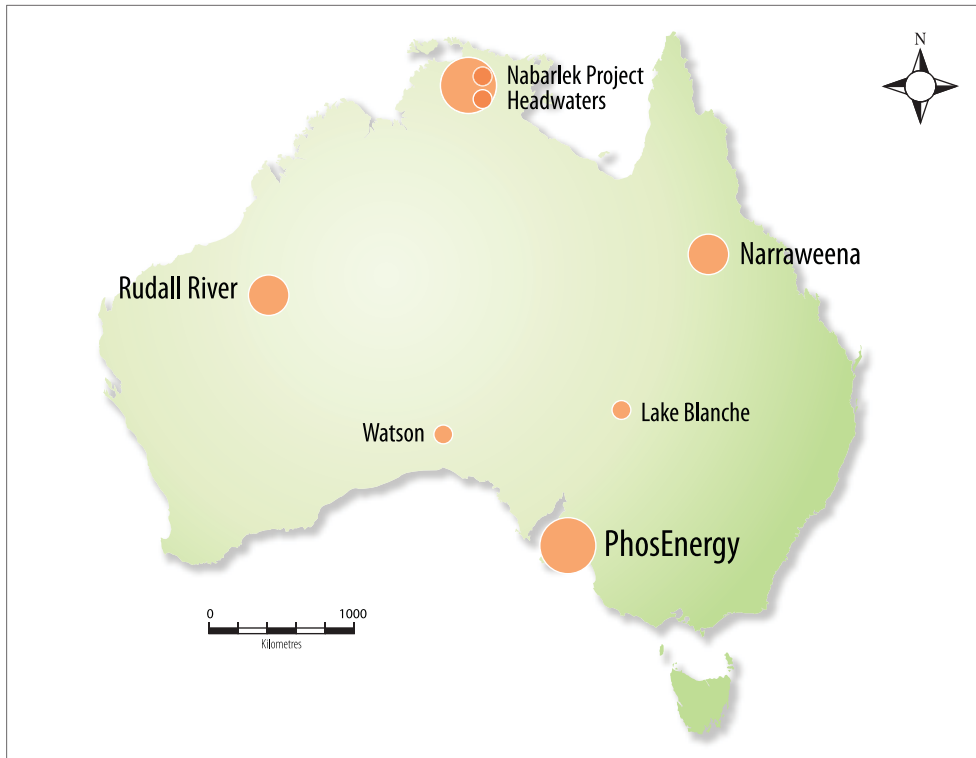 N
Nabarlek Project
Headwaters
Narraweena
Rudall River
Lake Blanche
Watson
PhosEnergy
0 1000
Kilometres